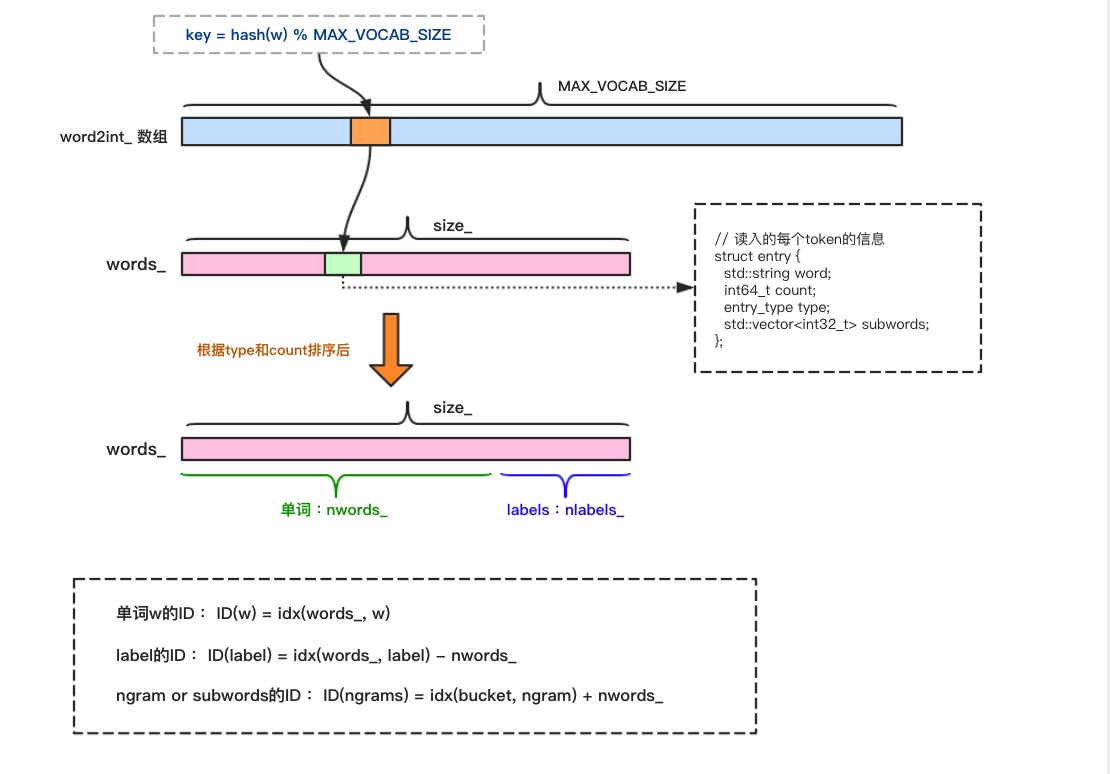 key = hash(w) % MAX_VOCAB_SIZE
MAX_VOCAB_SIZE
word2int_ 数组
size_
words_
// 读入的每个token的信息
struct entry {
std::string word;
int64_t count;
entry_type type;
std::vector<int32_t> subwords;
};
根据type和count排序后
size_
words_
单词：nwords_
labels：nlabels_
单词w的ID： ID(w) = idx(words_, w)
label的ID： ID(label) = idx(words_, label) – nwords_
ngram or subwords的ID： ID(ngrams) = idx(bucket, ngram) + nwords_